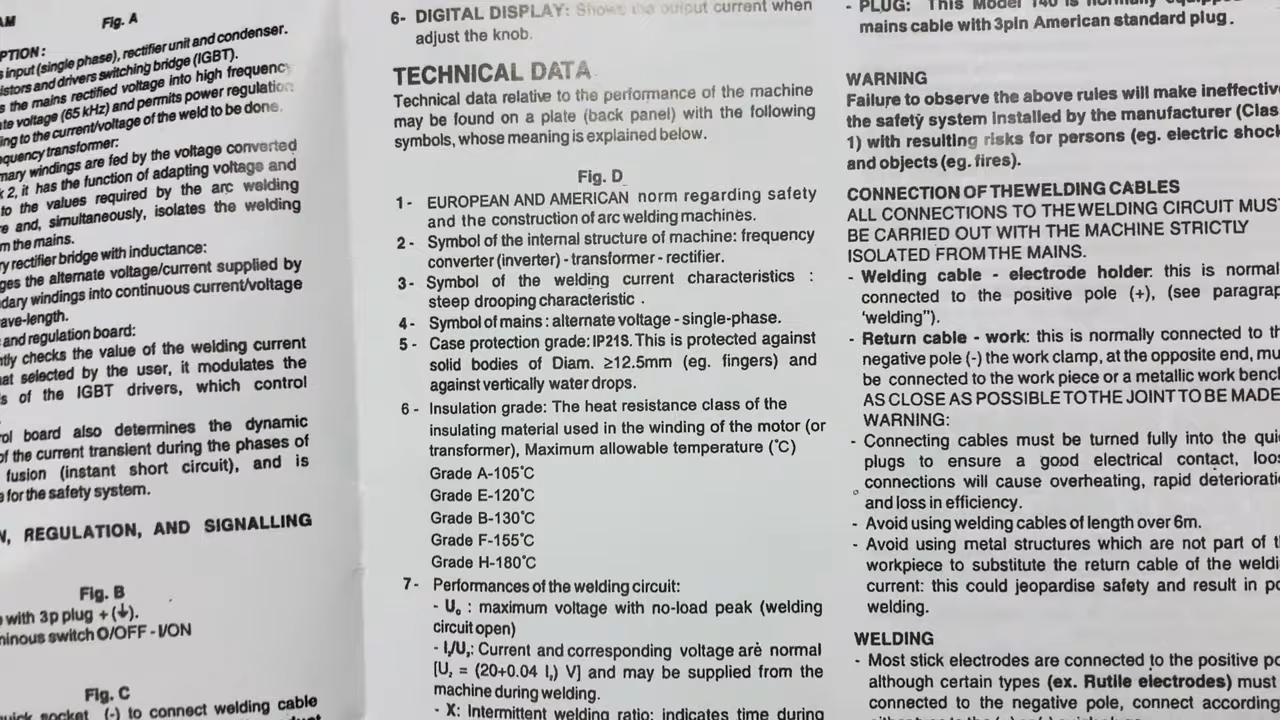 AM
Fig. A
PTION:
s input (single phase), rectifier unit and condenser.
istors and drivers switching bridge (IGBT).
s the mains rectified voltage into high frequency
te voltage (65 kHz) and permits power regulation
ing to the current/voltage of the weld to be done.
quency transformer:
mary windings are fed by the voltage converted
k 2, it has the function of adapting voltage and
to the values required by the arc welding
e and, simultaneously, isolates the welding
m the mains.
ry rectifier bridge with inductance:
ges the alternate voltage/current supplied by
dary windings into continuous current/voltage
ave-length.
and regulation board:
tly checks the value of the welding current
at selected by the user, it modulates the
s of the IGBT drivers, which control
rol board also determines the dynamic
of the current transient during the phases of
fusion (instant short circuit), and is
e for the safety system.
N, REGULATION, AND SIGNALLING
Fig. B
with 3p plug + (⏚).
minous switch O/OFF - I/ON
Fig. C
quick socket (-) to connect welding cable
6- DIGITAL DISPLAY: Shows the output current when
adjust the knob.
TECHNICAL DATA
Technical data relative to the performance of the machine
may be found on a plate (back panel) with the following
symbols, whose meaning is explained below.
Fig. D
1- EUROPEAN AND AMERICAN norm regarding safety
and the construction of arc welding machines.
2- Symbol of the internal structure of machine: frequency
converter (inverter) - transformer - rectifier.
3- Symbol of the welding current characteristics :
steep drooping characteristic .
4- Symbol of mains : alternate voltage - single-phase.
5 - Case protection grade: IP21S. This is protected against
solid bodies of Diam. ≥12.5mm (eg. fingers) and
against vertically water drops.
6 - Insulation grade: The heat resistance class of the
insulating material used in the winding of the motor (or
transformer), Maximum allowable temperature (°C)
Grade A-105°C
Grade E-120°C
Grade B-130°C
Grade F-155°C
Grade H-180°C
7 - Performances of the welding circuit:
- U₀ : maximum voltage with no-load peak (welding
circuit open)
- I₂/U₂: Current and corresponding voltage are normal
[U₂ = (20+0.04 I₂) V] and may be supplied from the
machine during welding.
- X: Intermittent welding ratio: indicates time during
- PLUG: This Model 140 is normally equipped
mains cable with 3pin American standard plug.
WARNING
Failure to observe the above rules will make ineffective
the safety system installed by the manufacturer (Clas
1) with resulting risks for persons (eg. electric shock
and objects (eg. fires).
CONNECTION OF THE WELDING CABLES
ALL CONNECTIONS TO THE WELDING CIRCUIT MUST
BE CARRIED OUT WITH THE MACHINE STRICTLY
ISOLATED FROM THE MAINS.
- Welding cable - electrode holder: this is normal
connected to the positive pole (+), (see paragrap
'welding").
- Return cable - work: this is normally connected to th
negative pole (-) the work clamp, at the opposite end, mu
be connected to the work piece or a metallic work bench
AS CLOSE AS POSSIBLE TO THE JOINT TO BE MADE
WARNING:
- Connecting cables must be turned fully into the qui
plugs to ensure a good electrical contact, loos
connections will cause overheating, rapid deterioratio
and loss in efficiency.
- Avoid using welding cables of length over 6m.
- Avoid using metal structures which are not part of t
workpiece to substitute the return cable of the weldi
current: this could jeopardise safety and result in po
welding.
WELDING
- Most stick electrodes are connected to the positive po
although certain types (ex. Rutile electrodes) must
connected to the negative pole, connect according